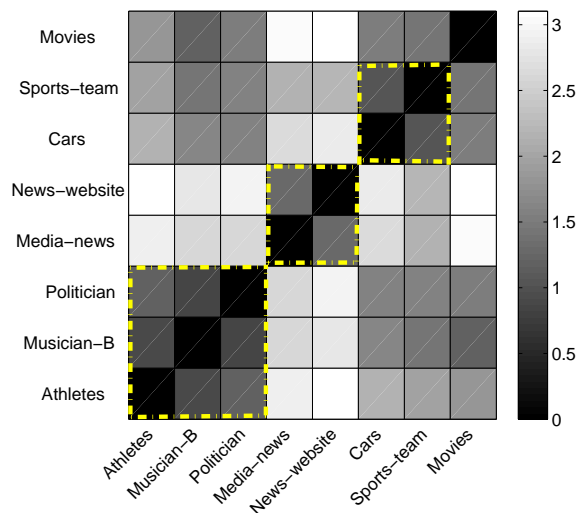 Movies
Sports−team
Cars
News−website
Media−news
Politician
Musician−B
Athletes
Athletes
Musician−B
Politician
Media−news
News−website
Cars
Sports−team
Movies
3
2.5
2
1.5
1
0.5
0